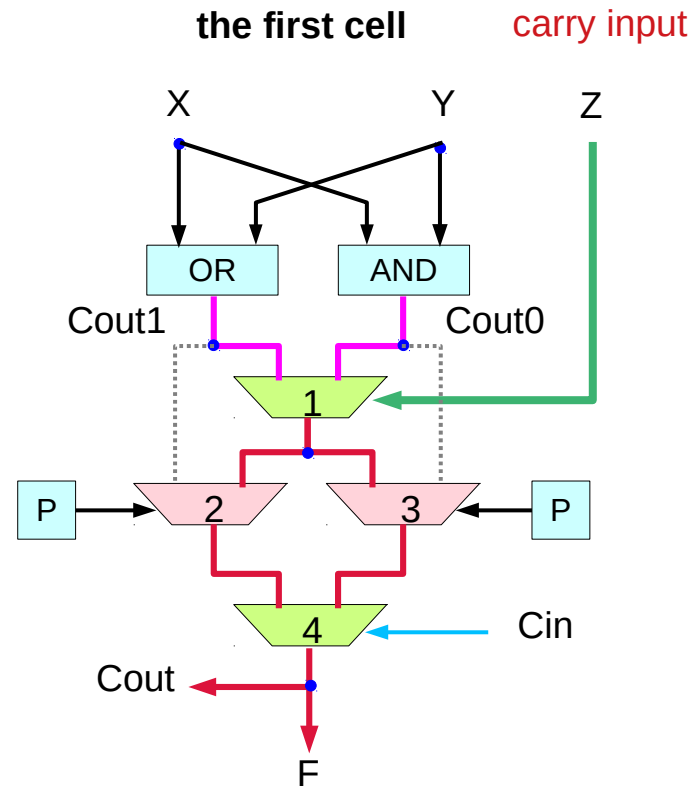 the first cell
carry input
X
Y
Z
OR
AND
Cout1
Cout0
1
P
2
3
P
4
Cin
Cout
F